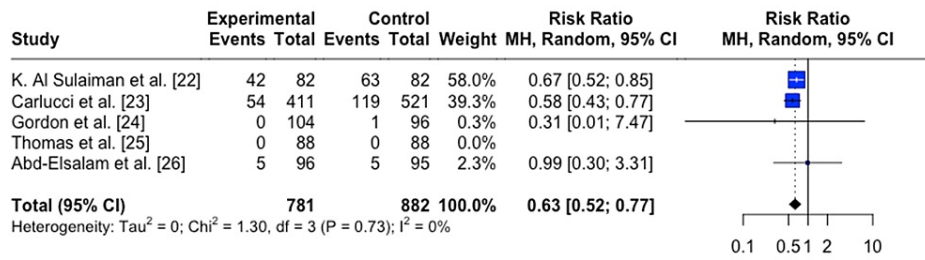 Experimental Control Risk Ratio Risk Ratio
Study Events Total Events Total Weight MH, Random, 95% CI MH, Random, 95% CI
K. Al Sulaiman et al. [22] 42 82 63 82 58.0% 0.67 [0.52; 0.85]
Carlucci et al. [23] 54 411 119 521 39.3% 0.58 [0.43; 0.77]
Gordon et al. [24] 0 104 1 96 0.3% 0.31 [0.01; 7.47]
Thomas et al. [25] 0 88 0 88 0.0%
Abd-Elsalam et al. [26] 5 96 5 95 2.3% 0.99 [0.30; 3.31]
Total (95% CI) 781 882 100.0% 0.63 [0.52; 0.77]
Heterogeneity: Tau² = 0; Chi² = 1.30, df = 3 (P = 0.73); I² = 0%
0.1 0.5 1 2 10